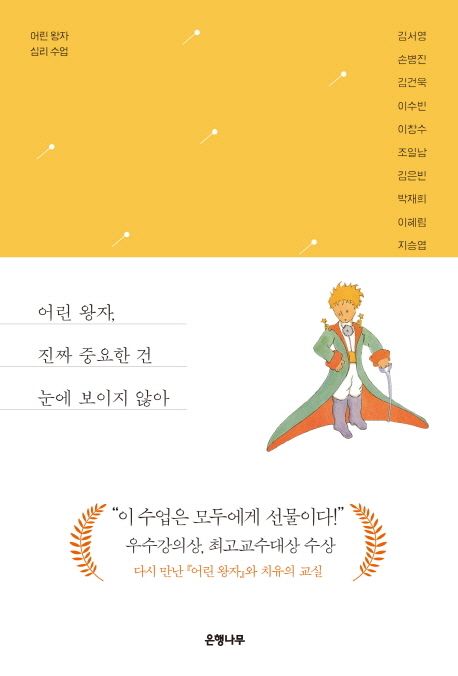 어린 왕자
심리 수업
김서영
손병진
김건욱
이수빈
이창수
조일남
김은빈
박재희
이혜림
지승엽
어린 왕자,
진짜 중요한 건
눈에 보이지 않아
“이 수업은 모두에게 선물이다!”
우수강의상, 최고교수대상 수상
다시 만난 『어린 왕자』와 치유의 교실
은행나무